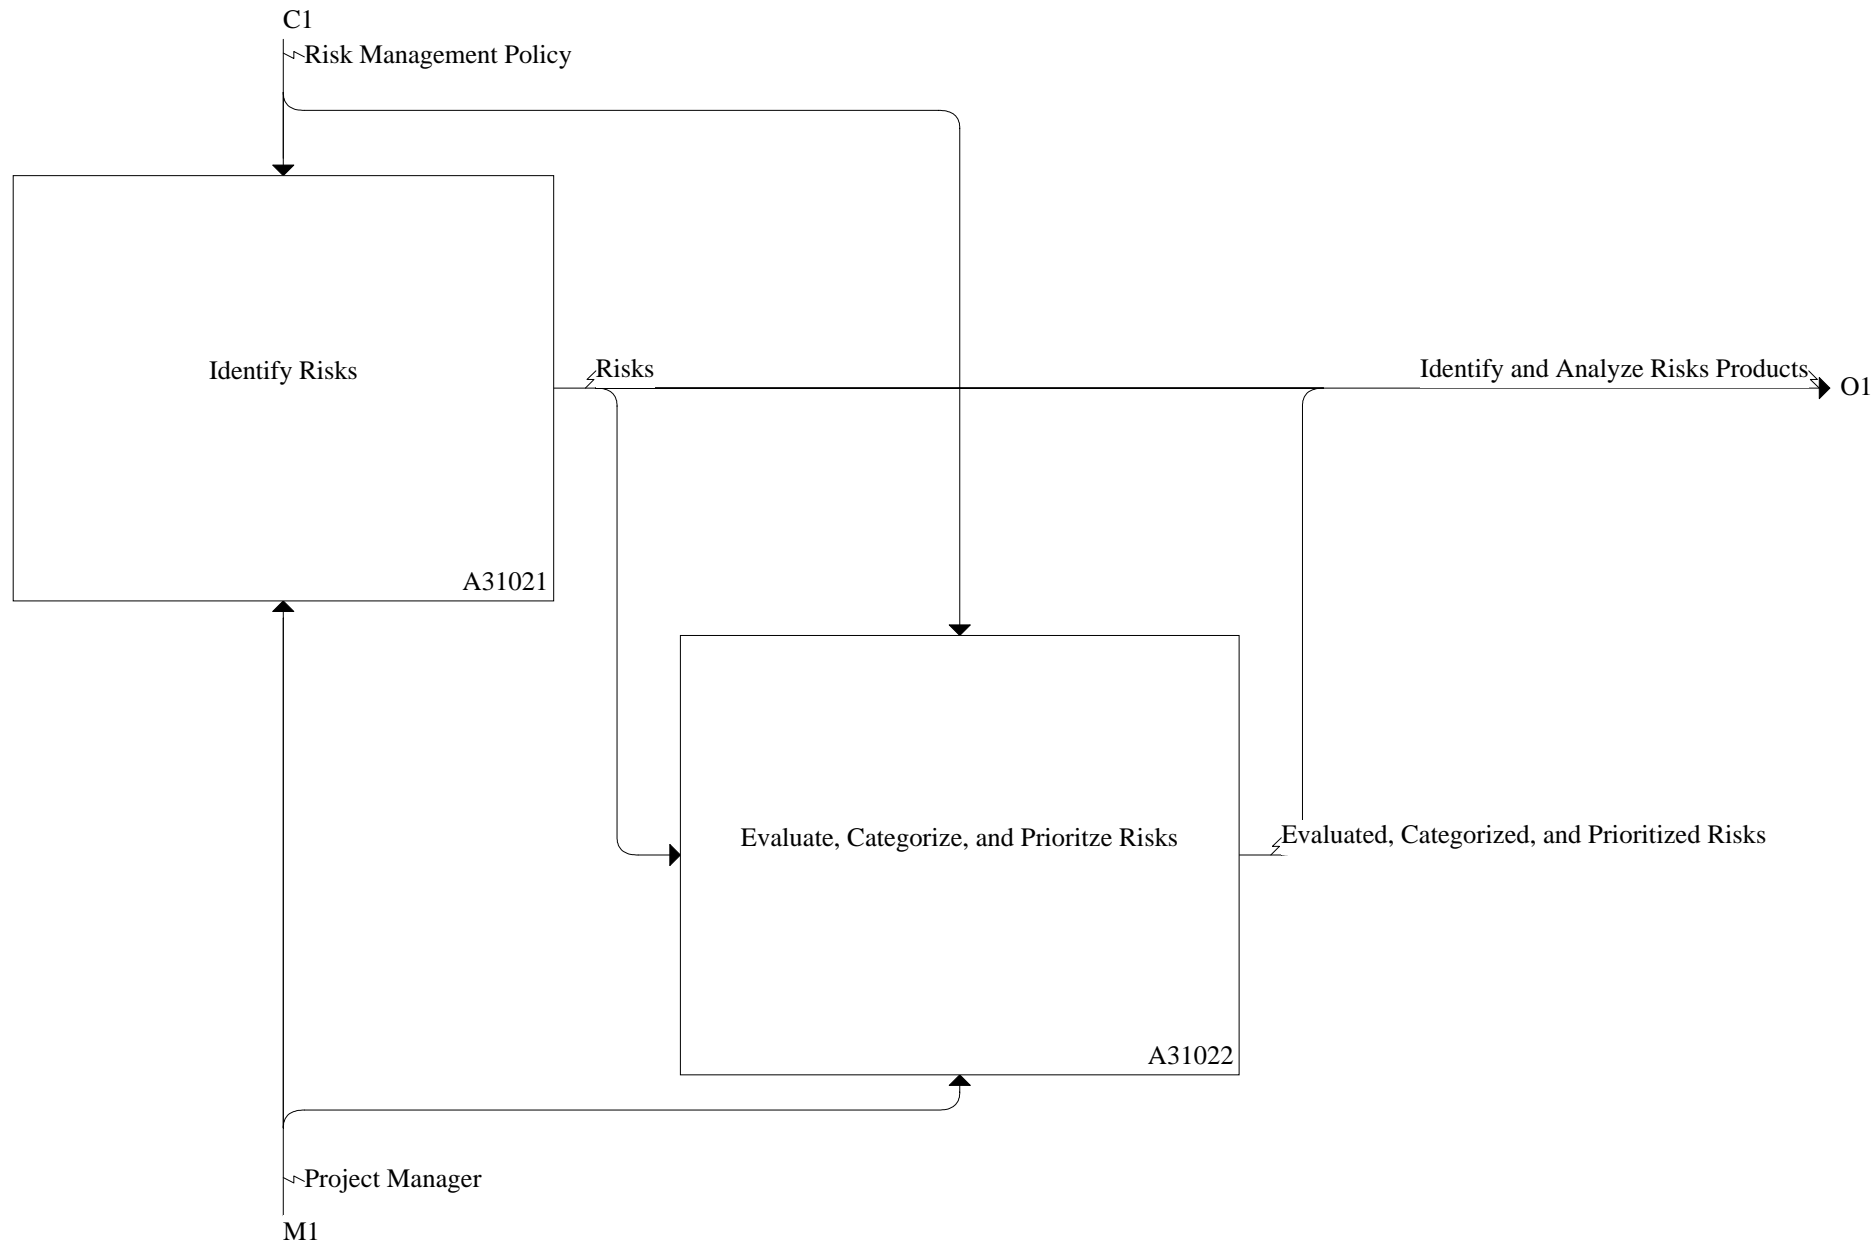 C1
Risk Management Policy
Identify Risks
Risks
Identify and Analyze Risks Products
O1
A31021
Evaluate, Categorize, and Prioritze Risks
Evaluated, Categorized, and Prioritized Risks
A31022
Project Manager
M1